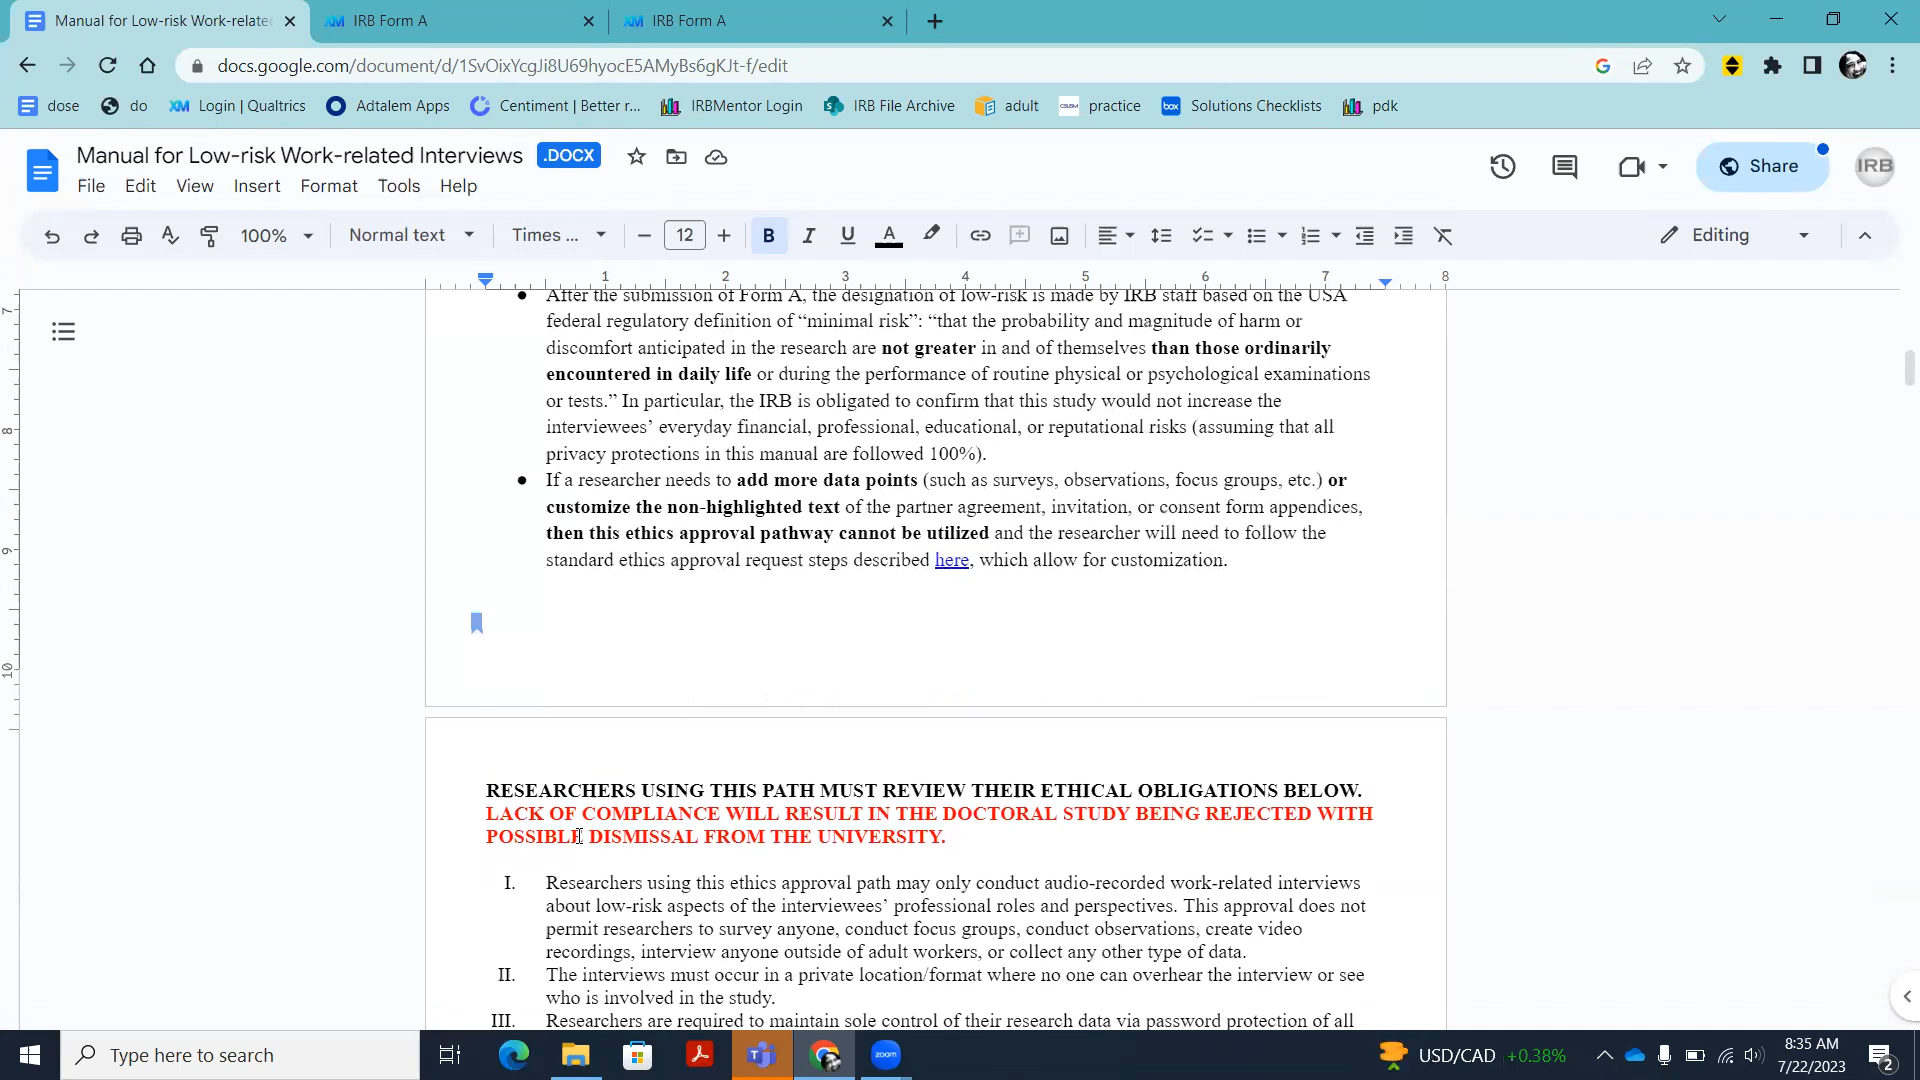 Manual for Low-risk Work-relate
IRB Form A
IRB Form A
docs.google.com/document/d/1SvOixYcgJi8U69hyocE5AMyBs6gKJt-f/edit
dose
do
Login | Qualtrics
Adtalem Apps
Centiment | Better r...
IRBMentor Login
IRB File Archive
adult
practice
Solutions Checklists
pdk
Manual for Low-risk Work-related Interviews
.DOCX
Share
IRB
File Edit View Insert Format Tools Help
100%
Normal text
Times ...
12
B
I
U
A
Editing
1 2 3 4 5 6 7 8
7
8
9
10
● After the submission of Form A, the designation of low-risk is made by IRB staff based on the USA
federal regulatory definition of “minimal risk”: “that the probability and magnitude of harm or
discomfort anticipated in the research are not greater in and of themselves than those ordinarily
encountered in daily life or during the performance of routine physical or psychological examinations
or tests.” In particular, the IRB is obligated to confirm that this study would not increase the
interviewees’ everyday financial, professional, educational, or reputational risks (assuming that all
privacy protections in this manual are followed 100%).
● If a researcher needs to add more data points (such as surveys, observations, focus groups, etc.) or
customize the non-highlighted text of the partner agreement, invitation, or consent form appendices,
then this ethics approval pathway cannot be utilized and the researcher will need to follow the
standard ethics approval request steps described here, which allow for customization.
RESEARCHERS USING THIS PATH MUST REVIEW THEIR ETHICAL OBLIGATIONS BELOW.
LACK OF COMPLIANCE WILL RESULT IN THE DOCTORAL STUDY BEING REJECTED WITH
POSSIBLE DISMISSAL FROM THE UNIVERSITY.
I. Researchers using this ethics approval path may only conduct audio-recorded work-related interviews
about low-risk aspects of the interviewees’ professional roles and perspectives. This approval does not
permit researchers to survey anyone, conduct focus groups, conduct observations, create video
recordings, interview anyone outside of adult workers, or collect any other type of data.
II. The interviews must occur in a private location/format where no one can overhear the interview or see
who is involved in the study.
III. Researchers are required to maintain sole control of their research data via password protection of all
Type here to search
zoom
USD/CAD +0.38%
8:35 AM
7/22/2023
2